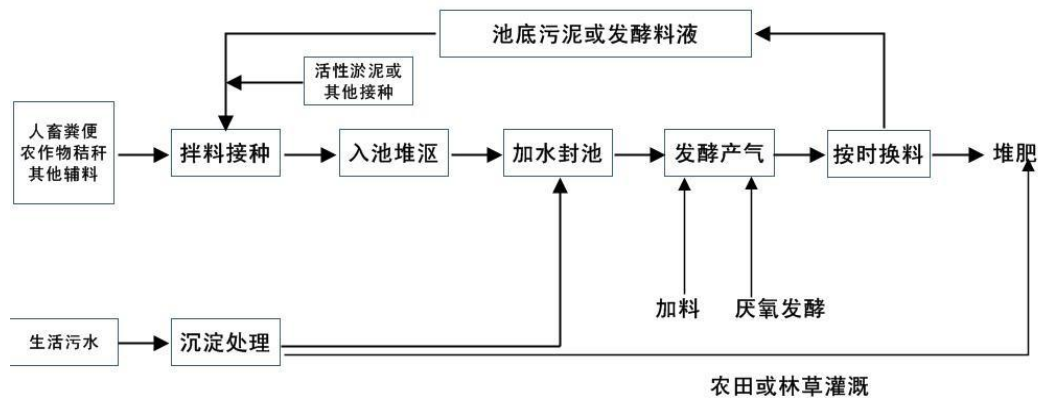 池底污泥或发酵料液
活性淤泥或
其他接种
人畜粪便
农作物秸秆
其他辅料
拌料接种
入池堆沤
加水封池
发酵产气
按时换料
堆肥
加料
厌氧发酵
生活污水
沉淀处理
农田或林草灌溉